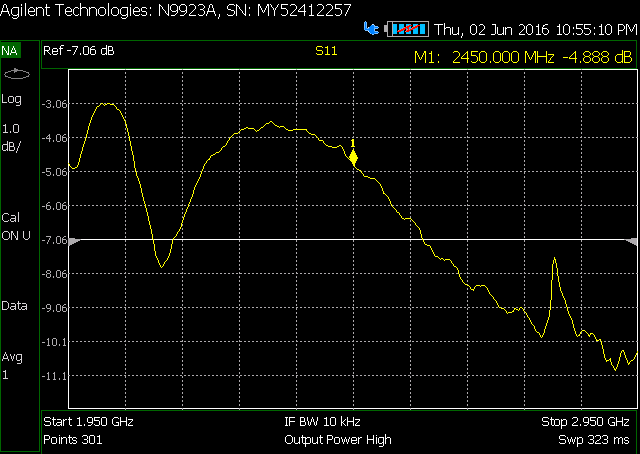 Agilent Technologies: N9923A, SN: MY52412257
Thu, 02 Jun 2016 10:55:10 PM
NA
Ref -7.06 dB
S11
M1: 2450.000 MHz -4.888 dB
Log
1.0
dB/
Cal
ON U
Data
Avg
1
-3.06
-4.06
-5.06
-6.06
-7.06
-8.06
-9.06
-10.1
-11.1
1
Start 1.950 GHz
IF BW 10 kHz
Stop 2.950 GHz
Points 301
Output Power High
Swp 323 ms